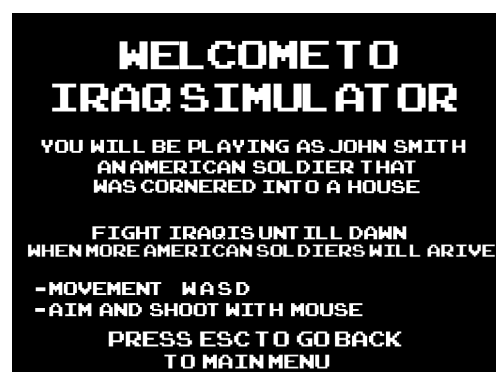 WELCOME TO
IRAQ SIMULATOR
YOU WILL BE PLAYING AS JOHN SMITH
AN AMERICAN SOLDIER THAT
WAS CORNERED INTO A HOUSE
FIGHT IRAQIS UNTILL DAWN
WHEN MORE AMERICAN SOLDIERS WILL ARIVE
-MOVEMENT WASD
-AIM AND SHOOT WITH MOUSE
PRESS ESC TO GO BACK
TO MAIN MENU